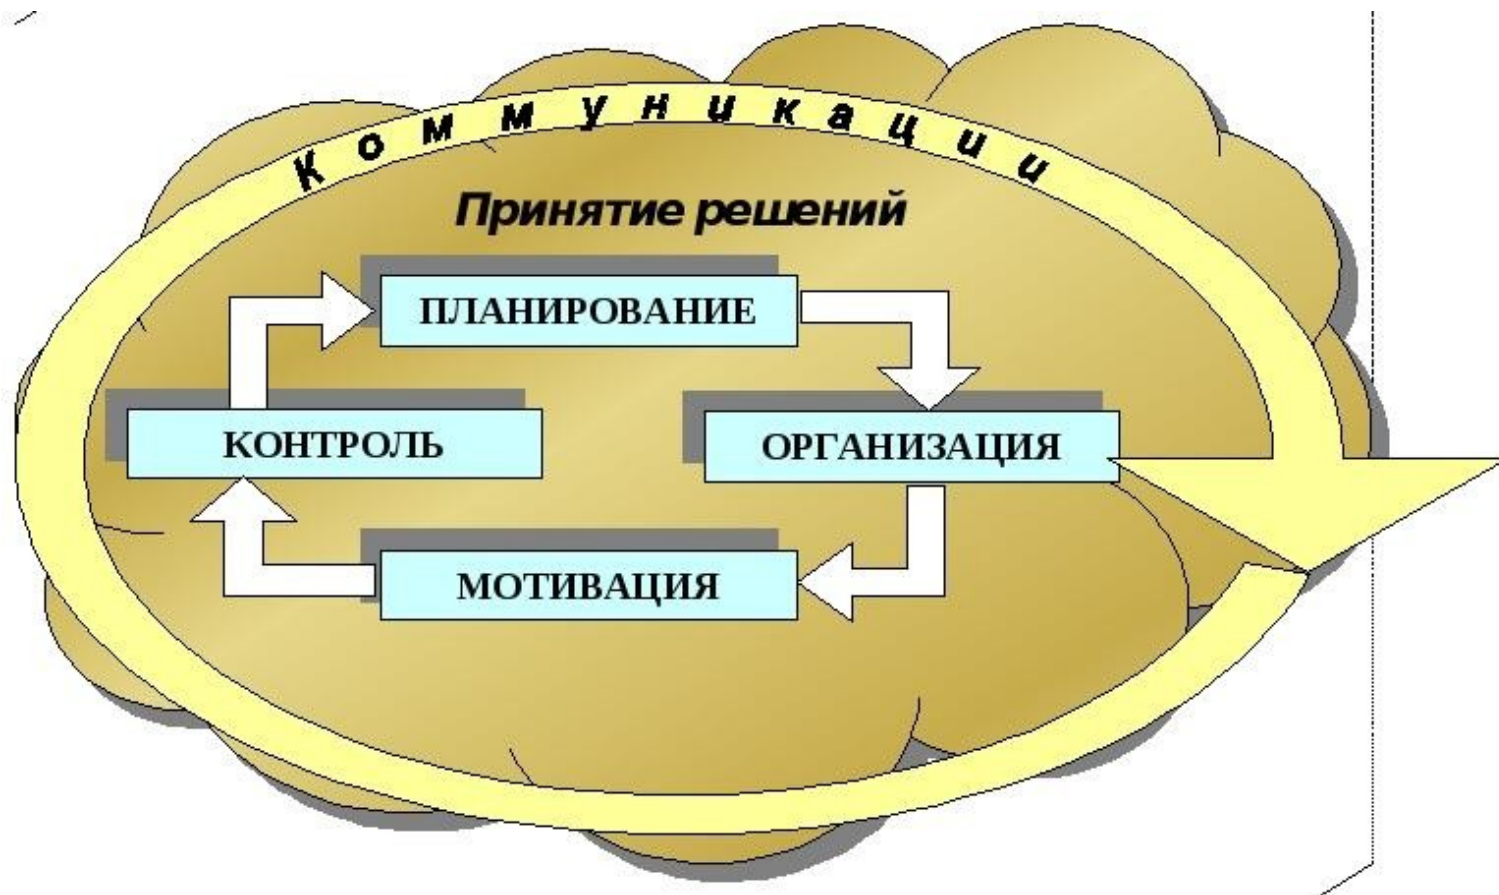 Коммуникации
Принятие решений
ПЛАНИРОВАНИЕ
КОНТРОЛЬ
ОРГАНИЗАЦИЯ
МОТИВАЦИЯ